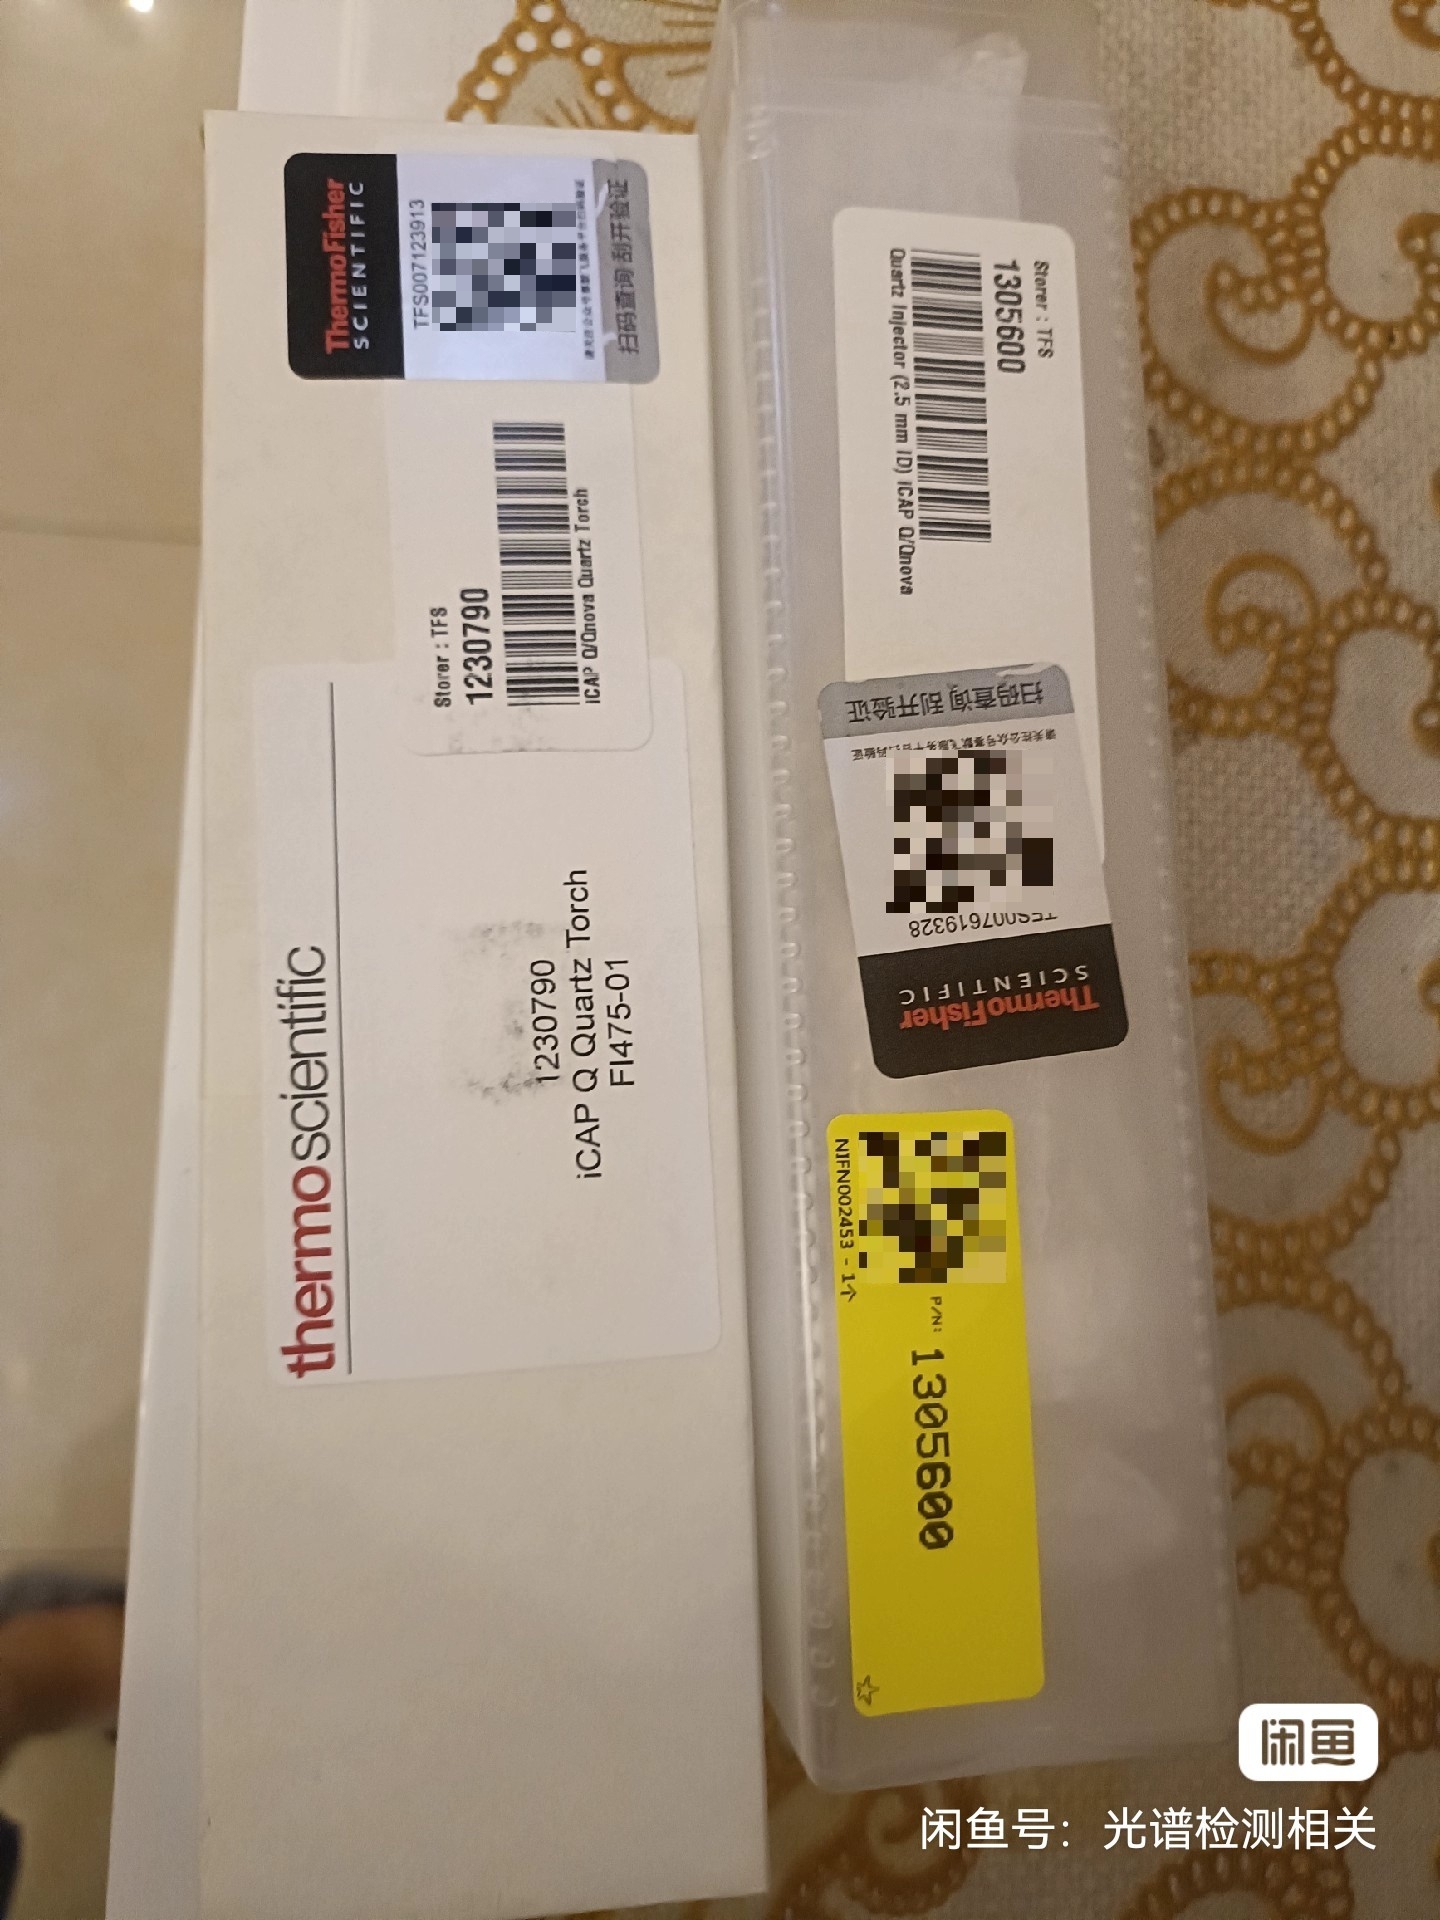 ThermoFisher
SCIENTIFIC
TFS007123913
扫码查询 刮开验证
Storer : TFS
1230790
iCAP Q/Qnova Quartz Torch
thermoscientific
1230790
iCAP Q Quartz Torch
FI475-01
Storer : TFS
1305600
Quartz Injector (2.5 mm ID) iCAP Q/Qnova
扫码查询 刮开验证
TFS007619328
ThermoFisher
SCIENTIFIC
NIFN002453 - 1个
P/N:
1305600
闲鱼
闲鱼号：光谱检测相关